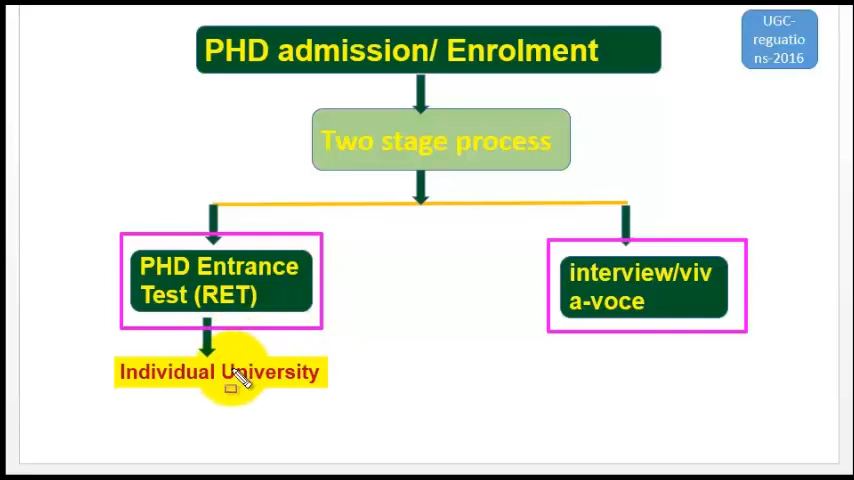 PHD admission/ Enrolment
UGC-
reguatio
ns-2016
Two stage process
PHD Entrance
Test (RET)
interview/viv
a-voce
Individual University